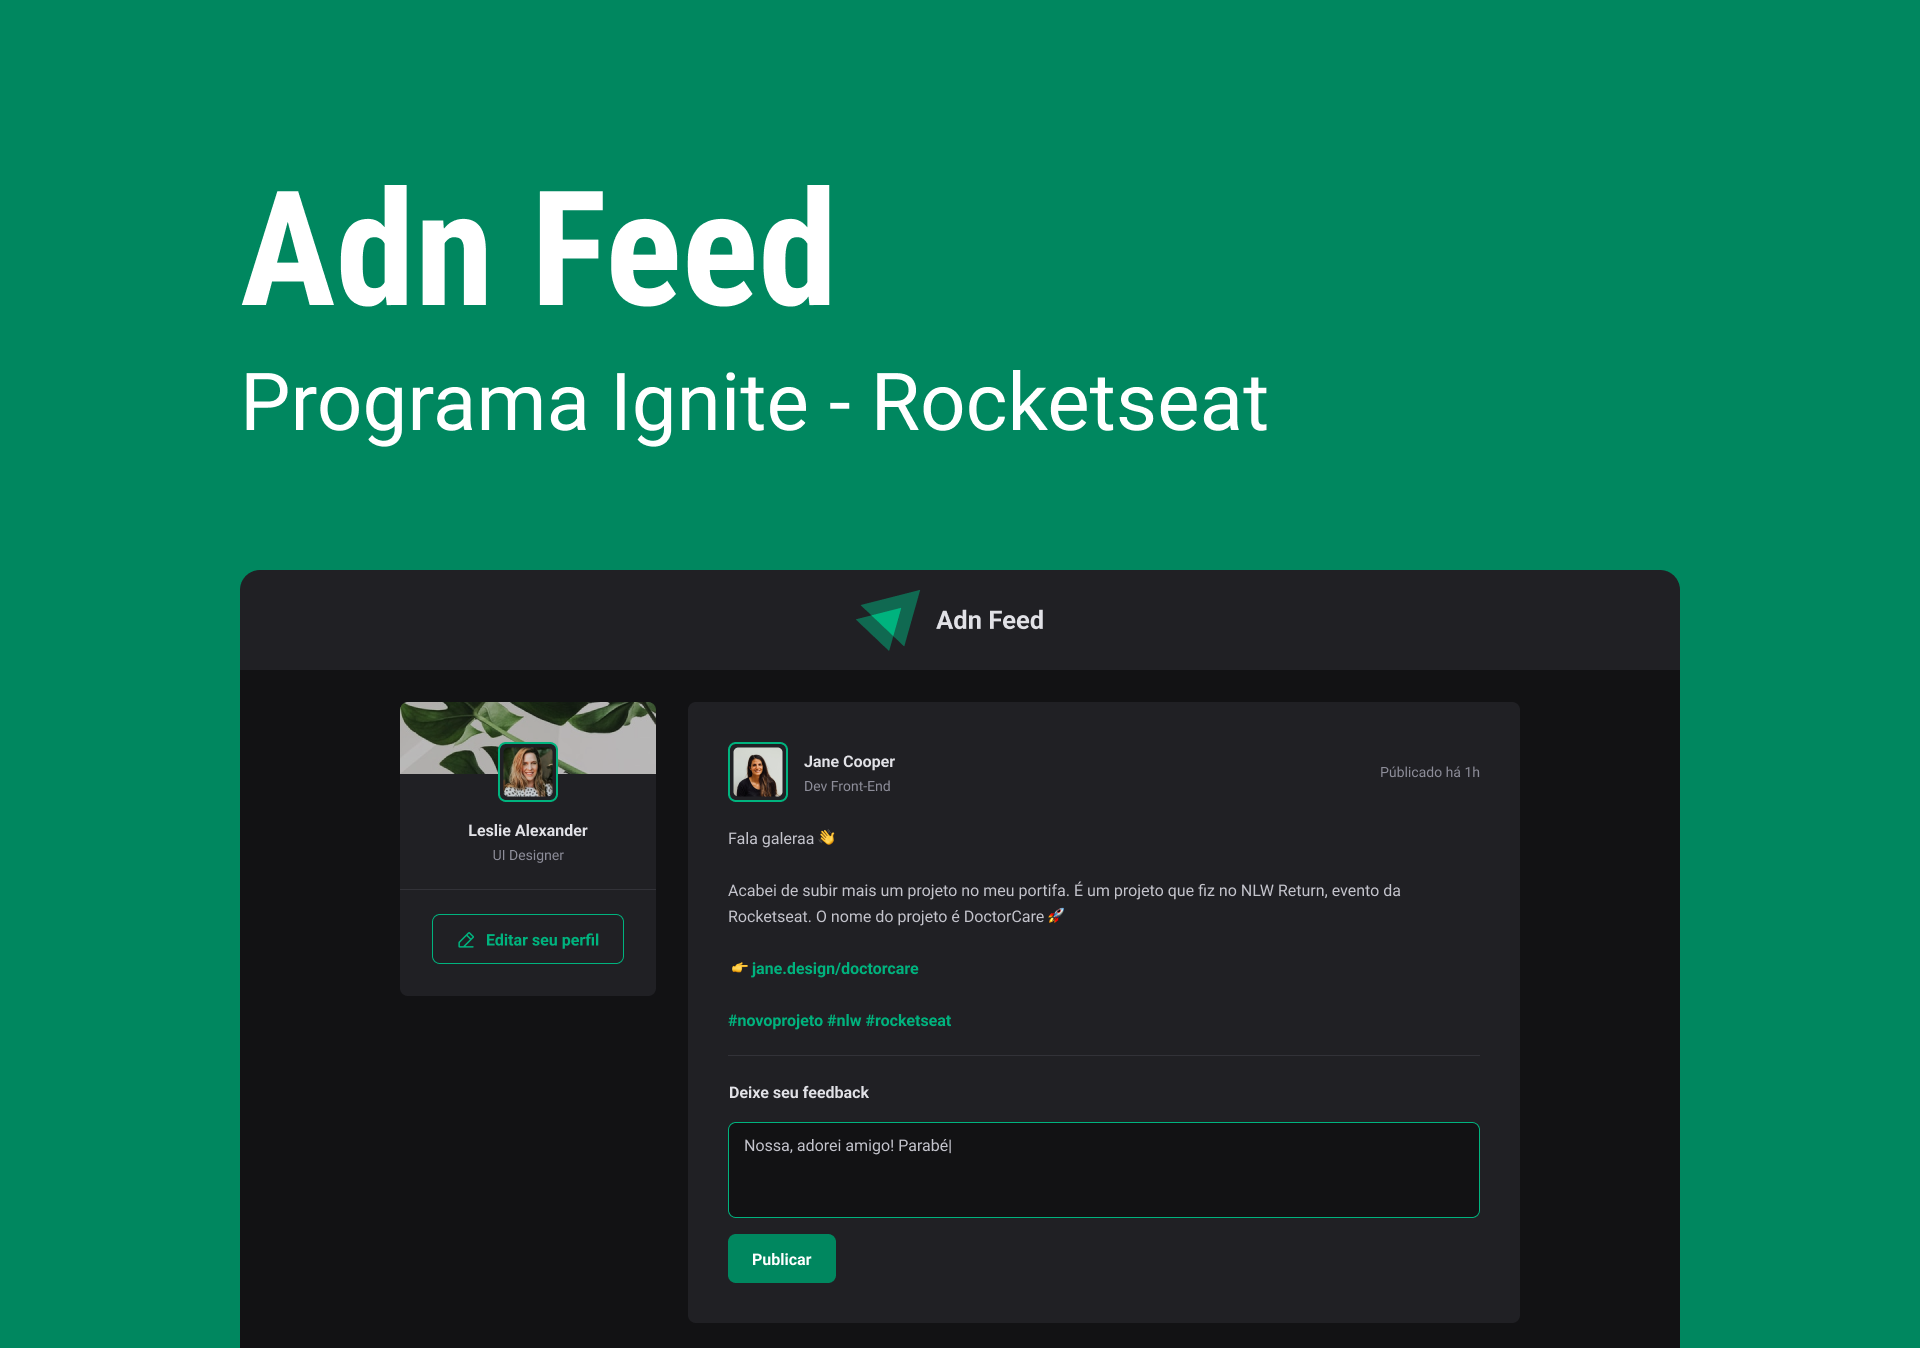 Adn Feed
Programa Ignite - Rocketseat
Adn Feed
Leslie Alexander
UI Designer
Editar seu perfil
Jane Cooper
Dev Front-End
Públicado há 1h
Fala galeraa 👋
Acabei de subir mais um projeto no meu portifa. É um projeto que fiz no NLW Return, evento da
Rocketseat. O nome do projeto é DoctorCare 🚀
👉 jane.design/doctorcare
#novoprojeto #nlw #rocketseat
Deixe seu feedback
Nossa, adorei amigo! Parabé|
Publicar